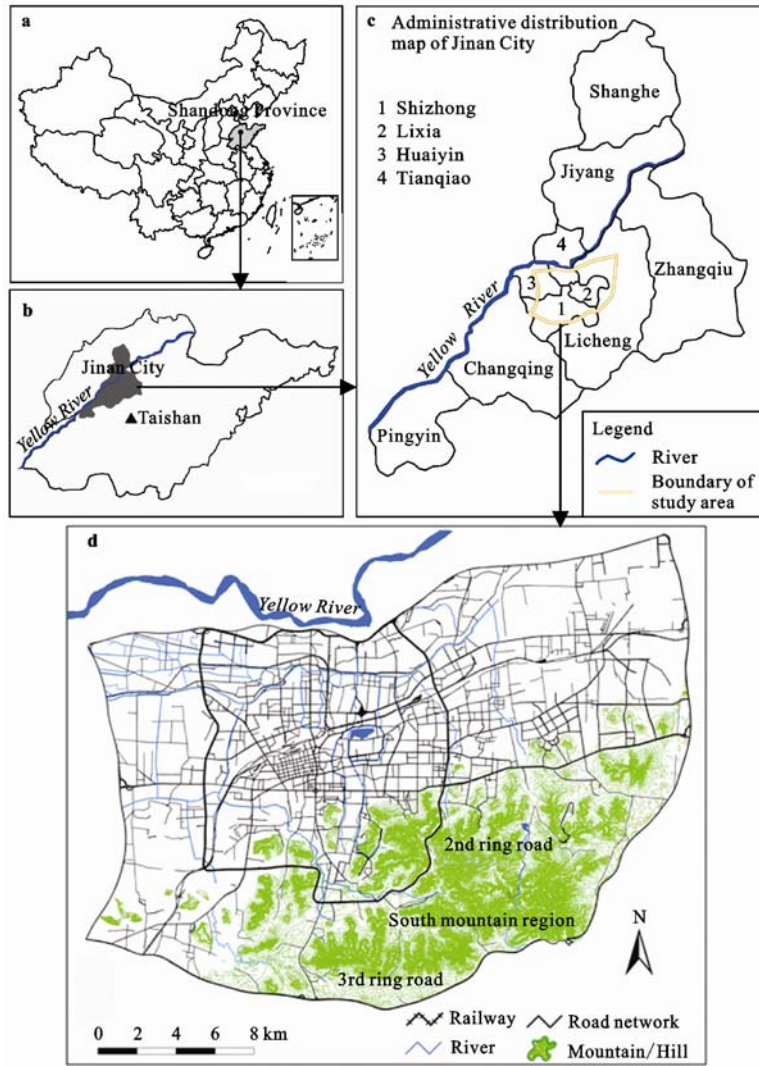 a
Shandong Province
b
Jinan City
Yellow River
▲Taishan
c Administrative distribution
map of Jinan City
1 Shizhong
2 Lixia
3 Huaiyin
4 Tianqiao
Shanghe
Jiyang
4
Zhangqiu
3
2
1
Yellow River
Licheng
Changqing
Pingyin
Legend
River
Boundary of
study area
d
Yellow River
2nd ring road
South mountain region
3rd ring road
N
0 2 4 6 8 km
Railway
Road network
River
Mountain/Hill